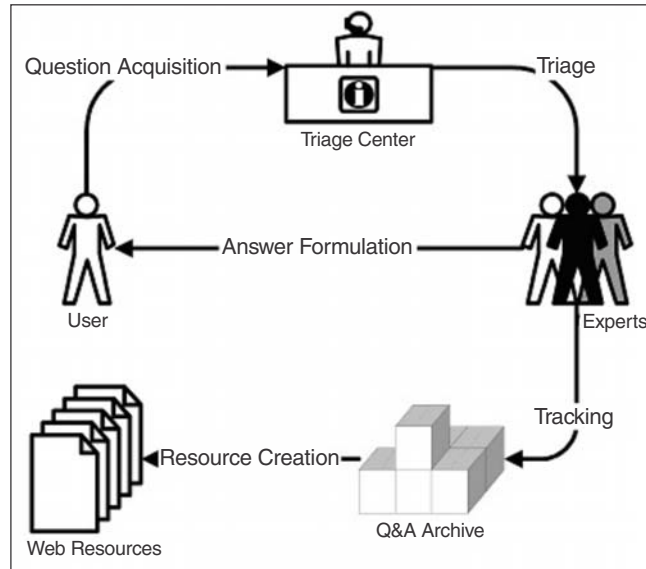 Question Acquisition
Triage
Triage Center
Answer Formulation
User
Experts
Tracking
Resource Creation
Q&A Archive
Web Resources